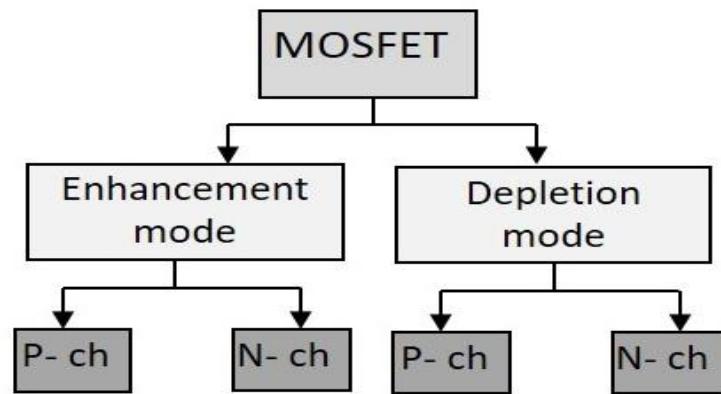 MOSFET
Enhancement
mode
Depletion
mode
P- ch
N- ch
P- ch
N- ch